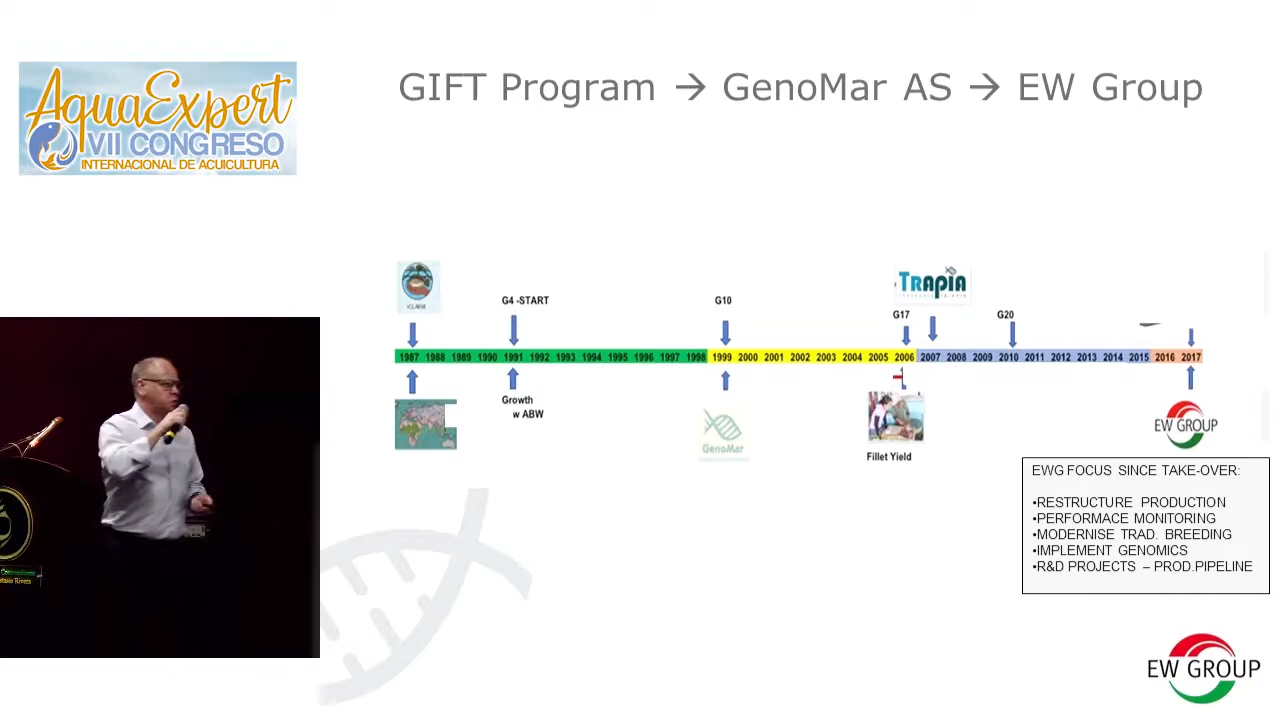 GIFT Program → GenoMar AS → EW Group
AquaExpert
VII CONGRESO
INTERNACIONAL DE ACUICULTURA
ICLARM
G4 -START
G10
TRapia
G17
G20
1987 1988 1989 1990 1991 1992 1993 1994 1995 1996 1997 1998 1999 2000 2001 2002 2003 2004 2005 2006 2007 2008 2009 2010 2011 2012 2013 2014 2015 2016 2017
Growth
w ABW
GenoMar
Fillet Yield
EW GROUP
EWG FOCUS SINCE TAKE-OVER:
•RESTRUCTURE PRODUCTION
•PERFORMACE MONITORING
•MODERNISE TRAD. BREEDING
•IMPLEMENT GENOMICS
•R&D PROJECTS – PROD.PIPELINE
EW GROUP